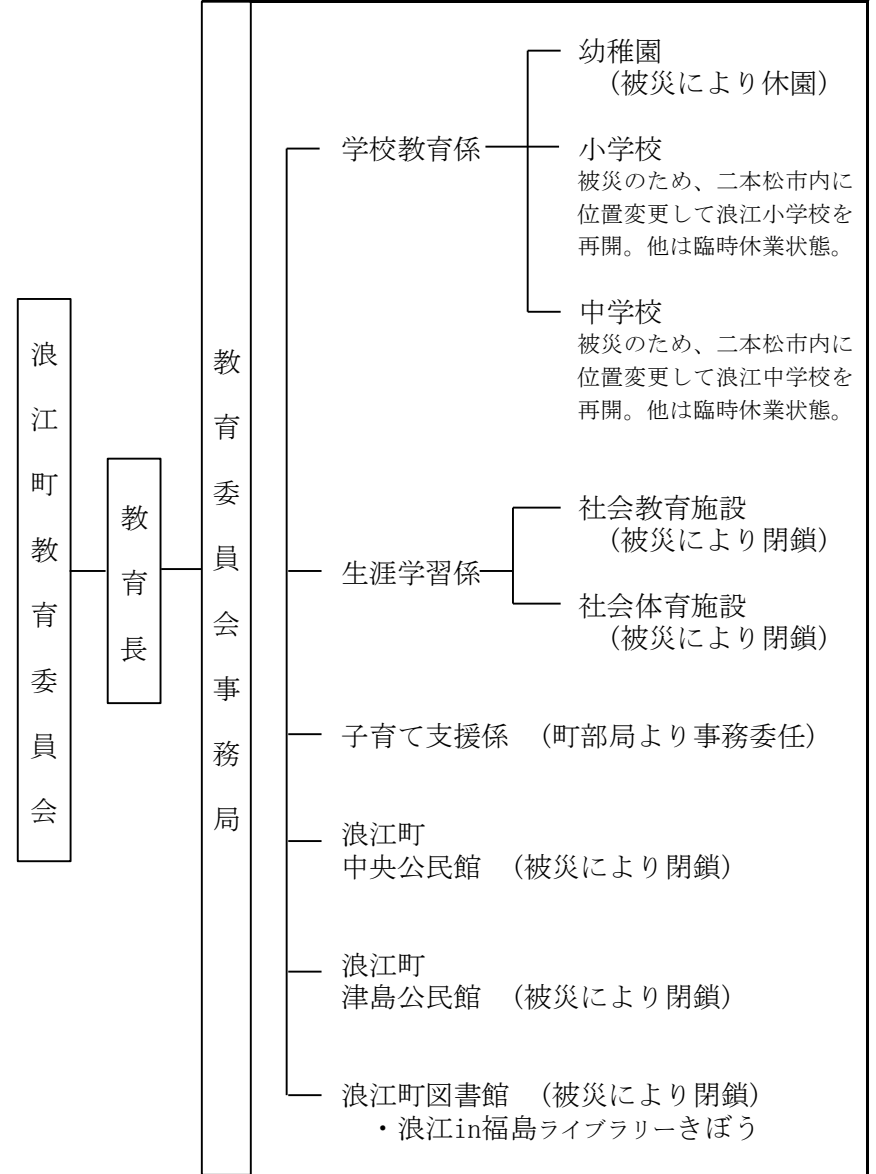 浪江町教育委員会
教育長
教育委員会事務局
学校教育係
幼稚園
（被災により休園）
小学校
被災のため、二本松市内に
位置変更して浪江小学校を
再開。他は臨時休業状態。
中学校
被災のため、二本松市内に
位置変更して浪江中学校を
再開。他は臨時休業状態。
生涯学習係
社会教育施設
（被災により閉鎖）
社会体育施設
（被災により閉鎖）
子育て支援係　（町部局より事務委任）
浪江町
中央公民館　（被災により閉鎖）
浪江町
津島公民館　（被災により閉鎖）
浪江町図書館　（被災により閉鎖）
・浪江in福島ライブラリーきぼう